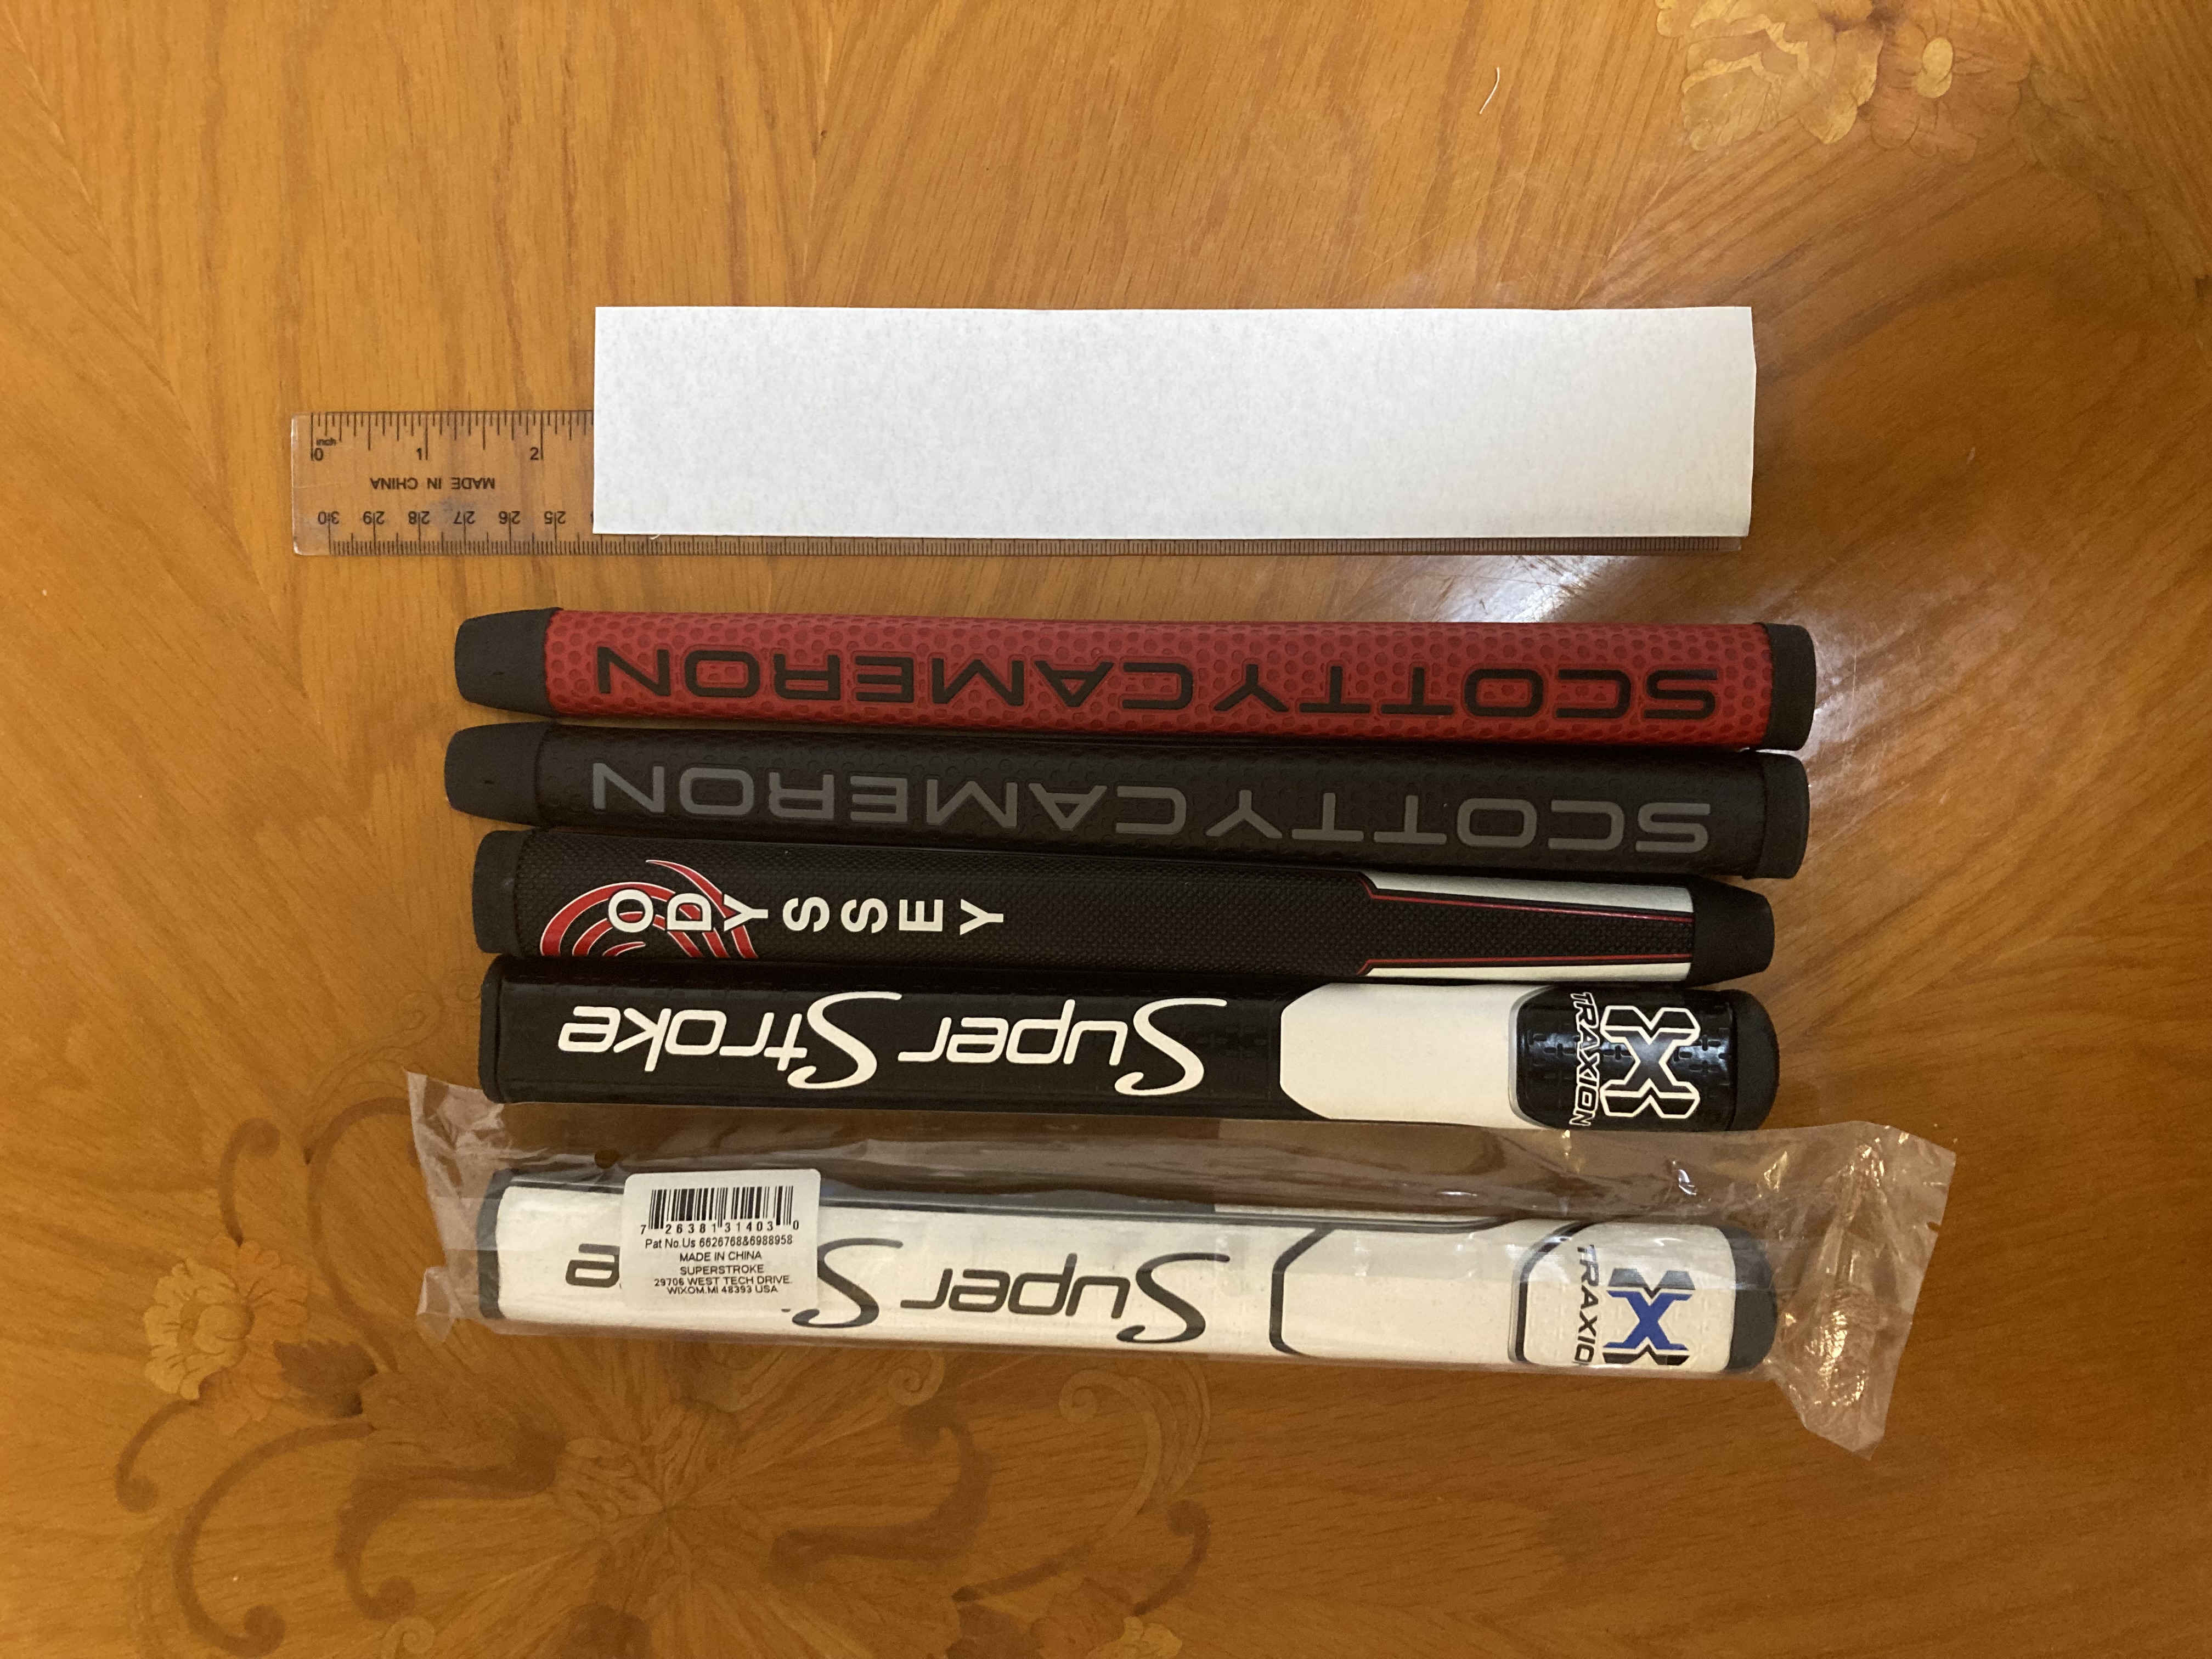 inch
0 1 2
MADE IN CHINA
30 29 28 27 26 25
SCOTTY CAMERON
SCOTTY CAMERON
ODYSSEY
Super Stroke
TRAXION
7 26381 31403 0
Pat No.Us 6626768&6988958
MADE IN CHINA
SUPERSTROKE
29706 WEST TECH DRIVE.
WIXOM.MI 48393 USA
Super S e
TRAXIO